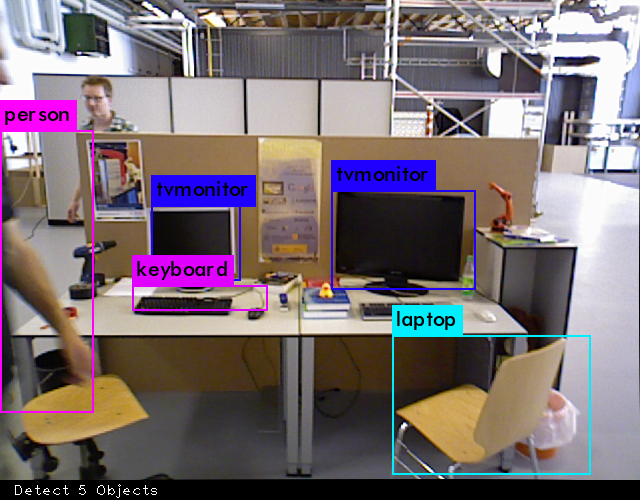 person
tvmonitor
tvmonitor
keyboard
laptop
Detect 5 Objects